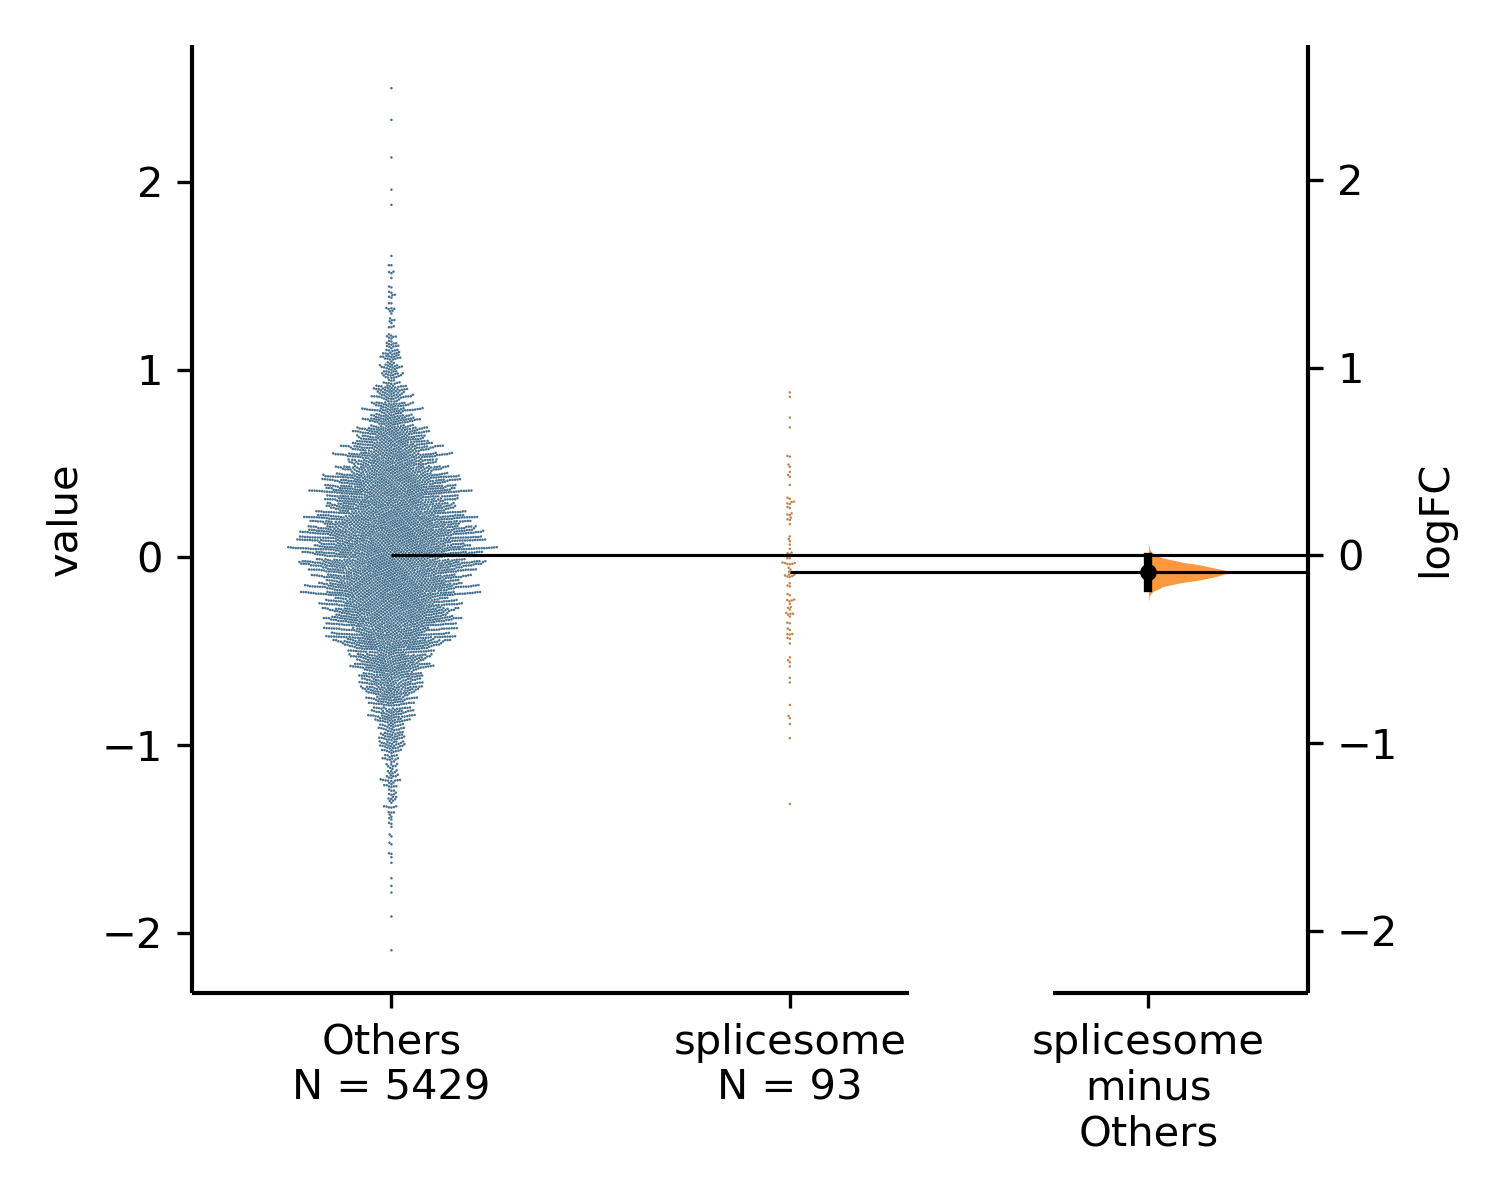 value
2
1
0
−1
−2
2
1
0
−1
−2
logFC
Others
N = 5429
splicesome
N = 93
splicesome
minus
Others